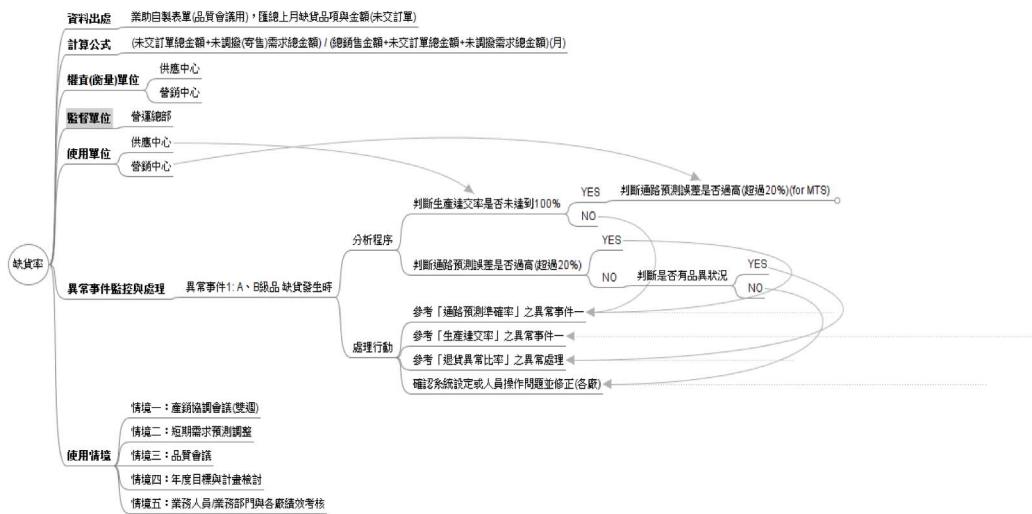 缺貨率
資料出處
業助自製表單(品質會議用)，匯總上月缺貨品項與金額(未交訂單)
計算公式
(未交訂單總金額+未調撥(寄售)需求總金額) / (總銷售金額+未交訂單總金額+未調撥需求總金額)(月)
權責(衡量)單位
供應中心
營銷中心
監督單位
營運總部
使用單位
供應中心
營銷中心
異常事件監控與處理
異常事件1: A、B級品 缺貨發生時
分析程序
判斷生產達交率是否未達到100%
YES
判斷通路預測誤差是否過高(超過20%)(for MTS)
NO
判斷通路預測誤差是否過高(超過20%)
YES
NO
判斷是否有品異狀況
YES
NO
處理行動
參考「通路預測準確率」之異常事件一
參考「生產達交率」之異常事件一
參考「退貨異常比率」之異常處理
確認系統設定或人員操作問題並修正(各廠)
使用情境
情境一：產銷協調會議(雙週)
情境二：短期需求預測調整
情境三：品質會議
情境四：年度目標與計畫檢討
情境五：業務人員/業務部門與各廠績效考核